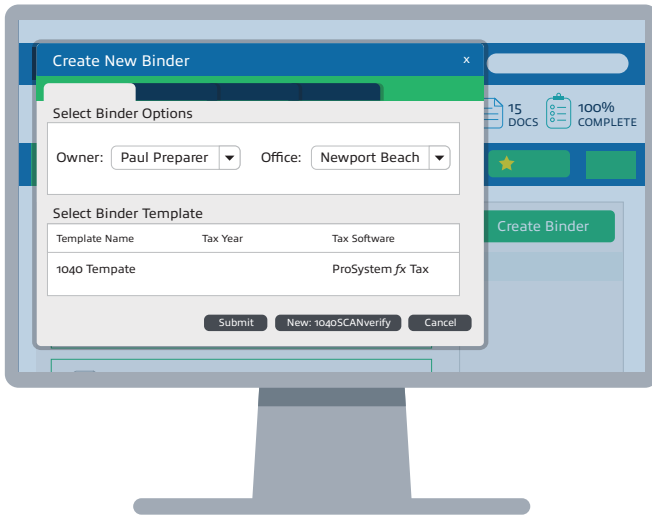 Create New Binder x
15 DOCS
100% COMPLETE
Select Binder Options
Owner: Paul Preparer Office: Newport Beach
Create Binder
Select Binder Template
Template Name Tax Year Tax Software
1040 Tempate ProSystem fx Tax
Submit New: 1040SCANverify Cancel